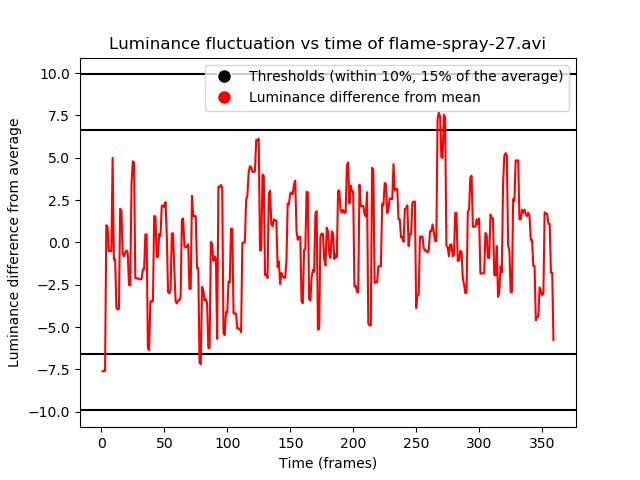 Luminance fluctuation vs time of flame-spray-27.avi
Thresholds (within 10%, 15% of the average)
Luminance difference from mean
Luminance difference from average
10.0
7.5
5.0
2.5
0.0
−2.5
−5.0
−7.5
−10.0
0 50 100 150 200 250 300 350
Time (frames)